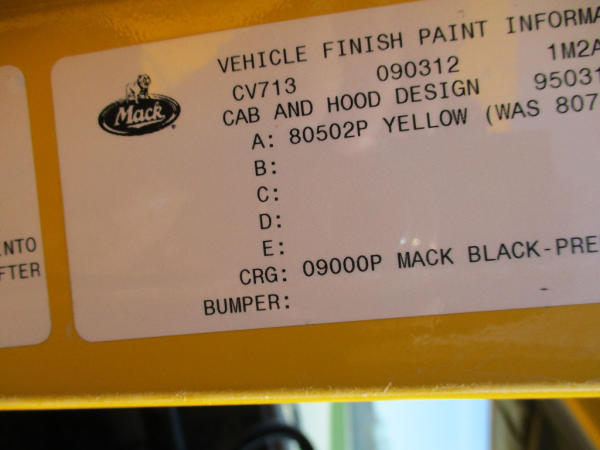 VEHICLE FINISH PAINT INFORMA
CV713 090312 1M2A
CAB AND HOOD DESIGN 95031
Mack
A: 80502P YELLOW (WAS 807
B:
C:
D:
E:
CRG: 09000P MACK BLACK-PRE
BUMPER:
NTO
FTER